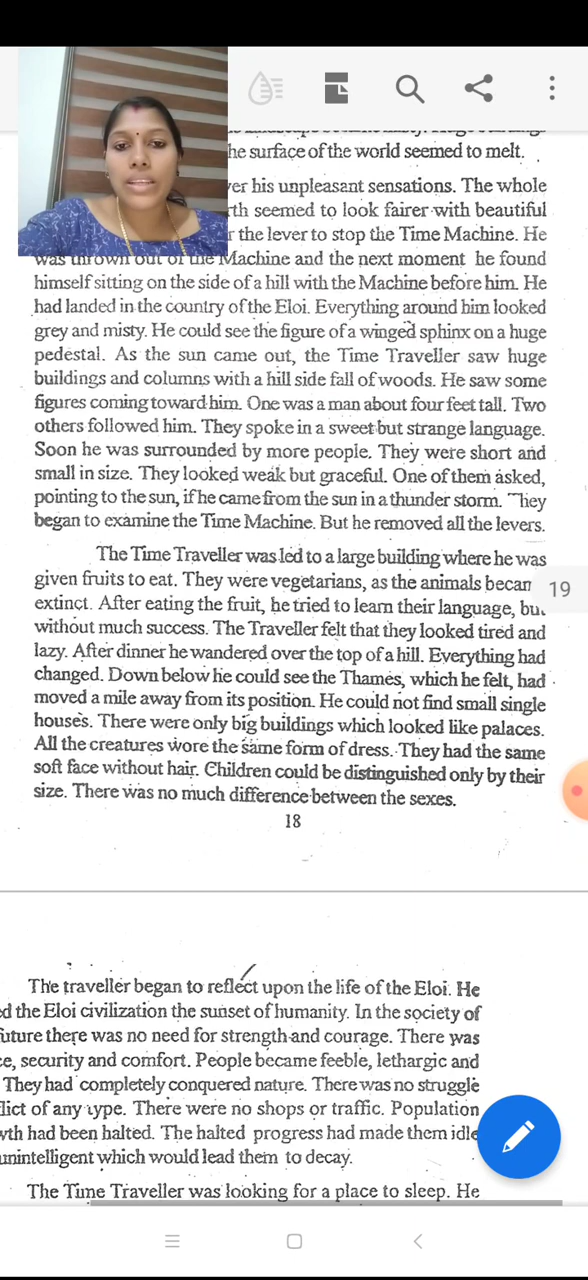 he surface of the world seemed to melt.
er his unpleasant sensations. The whole
rth seemed to look fairer with beautiful
r the lever to stop the Time Machine. He
was thrown out of the Machine and the next moment he found
himself sitting on the side of a hill with the Machine before him. He
had landed in the country of the Eloi. Everything around him looked
grey and misty. He could see the figure of a winged sphinx on a huge
pedestal. As the sun came out, the Time Traveller saw huge
buildings and columns with a hill side fall of woods. He saw some
figures coming toward him. One was a man about four feet tall. Two
others followed him. They spoke in a sweet but strange language.
Soon he was surrounded by more people. They were short and
small in size. They looked weak but graceful. One of them asked,
pointing to the sun, if he came from the sun in a thunder storm. They
began to examine the Time Machine. But he removed all the levers.
The Time Traveller was led to a large building where he was
given fruits to eat. They were vegetarians, as the animals becam
19
extinct. After eating the fruit, he tried to learn their language, but
without much success. The Traveller felt that they looked tired and
lazy. After dinner he wandered over the top of a hill. Everything had
changed. Down below he could see the Thames, which he felt, had
moved a mile away from its position. He could not find small single
houses. There were only big buildings which looked like palaces.
All the creatures wore the same form of dress. They had the same
soft face without hair. Children could be distinguished only by their
size. There was no much difference between the sexes.
18
The traveller began to reflect upon the life of the Eloi. He
d the Eloi civilization the sunset of humanity. In the society of
uture there was no need for strength and courage. There was
e, security and comfort. People became feeble, lethargic and
They had completely conquered nature. There was no struggle
lict of any type. There were no shops or traffic. Population
wth had been halted. The halted progress had made them idle
unintelligent which would lead them to decay.
The Time Traveller was looking for a place to sleep. He